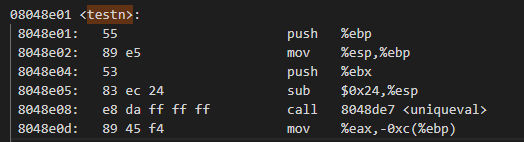 08048e01 <testn>:
8048e01: 55 push %ebp
8048e02: 89 e5 mov %esp,%ebp
8048e04: 53 push %ebx
8048e05: 83 ec 24 sub $0x24,%esp
8048e08: e8 da ff ff ff call 8048de7 <uniqueval>
8048e0d: 89 45 f4 mov %eax,-0xc(%ebp)